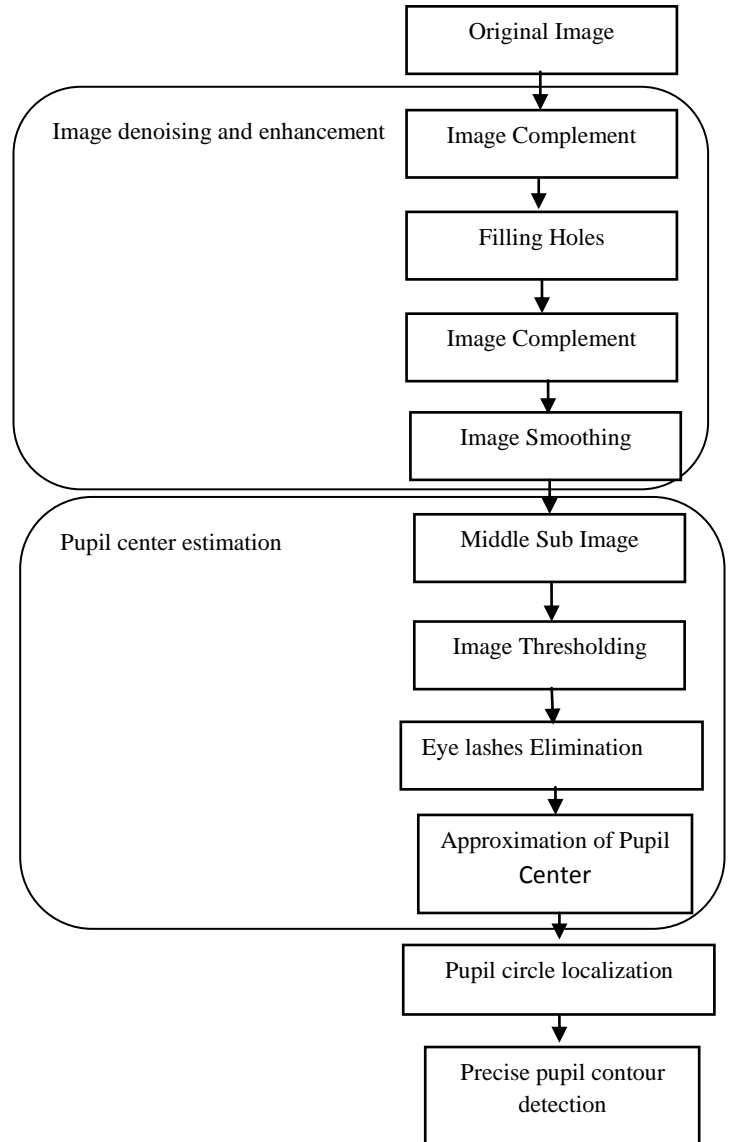 Original Image
Image denoising and enhancement
Image Complement
Filling Holes
Image Complement
Image Smoothing
Pupil center estimation
Middle Sub Image
Image Thresholding
Eye lashes Elimination
Approximation of Pupil
Center
Pupil circle localization
Precise pupil contour
detection